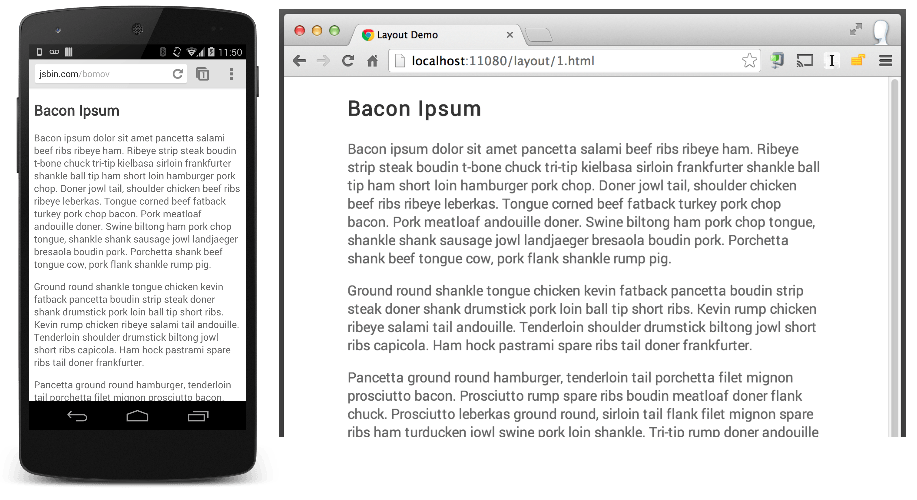 11:50
jsbin.com/bomov
1
Bacon Ipsum
Bacon ipsum dolor sit amet pancetta salami
beef ribs ribeye ham. Ribeye strip steak boudin
t-bone chuck tri-tip kielbasa sirloin frankfurter
shankle ball tip ham short loin hamburger pork
chop. Doner jowl tail, shoulder chicken beef ribs
ribeye leberkas. Tongue corned beef fatback
turkey pork chop bacon. Pork meatloaf
andouille doner. Swine biltong ham pork chop
tongue, shankle shank sausage jowl landjaeger
bresaola boudin pork. Porchetta shank beef
tongue cow, pork flank shankle rump pig.
Ground round shankle tongue chicken kevin
fatback pancetta boudin strip steak doner
shank drumstick pork loin ball tip short ribs.
Kevin rump chicken ribeye salami tail andouille.
Tenderloin shoulder drumstick biltong jowl
short ribs capicola. Ham hock pastrami spare
ribs tail doner frankfurter.
Pancetta ground round hamburger, tenderloin
tail porchetta filet mignon prosciutto bacon.
Layout Demo
localhost:11080/layout/1.html
Bacon Ipsum
Bacon ipsum dolor sit amet pancetta salami beef ribs ribeye ham. Ribeye
strip steak boudin t-bone chuck tri-tip kielbasa sirloin frankfurter shankle ball
tip ham short loin hamburger pork chop. Doner jowl tail, shoulder chicken
beef ribs ribeye leberkas. Tongue corned beef fatback turkey pork chop
bacon. Pork meatloaf andouille doner. Swine biltong ham pork chop tongue,
shankle shank sausage jowl landjaeger bresaola boudin pork. Porchetta
shank beef tongue cow, pork flank shankle rump pig.
Ground round shankle tongue chicken kevin fatback pancetta boudin strip
steak doner shank drumstick pork loin ball tip short ribs. Kevin rump chicken
ribeye salami tail andouille. Tenderloin shoulder drumstick biltong jowl short
ribs capicola. Ham hock pastrami spare ribs tail doner frankfurter.
Pancetta ground round hamburger, tenderloin tail porchetta filet mignon
prosciutto bacon. Prosciutto rump spare ribs boudin meatloaf doner flank
chuck. Prosciutto leberkas ground round, sirloin tail flank filet mignon spare
ribs ham turducken jowl swine pork loin shankle. Tri-tip rump doner andouille